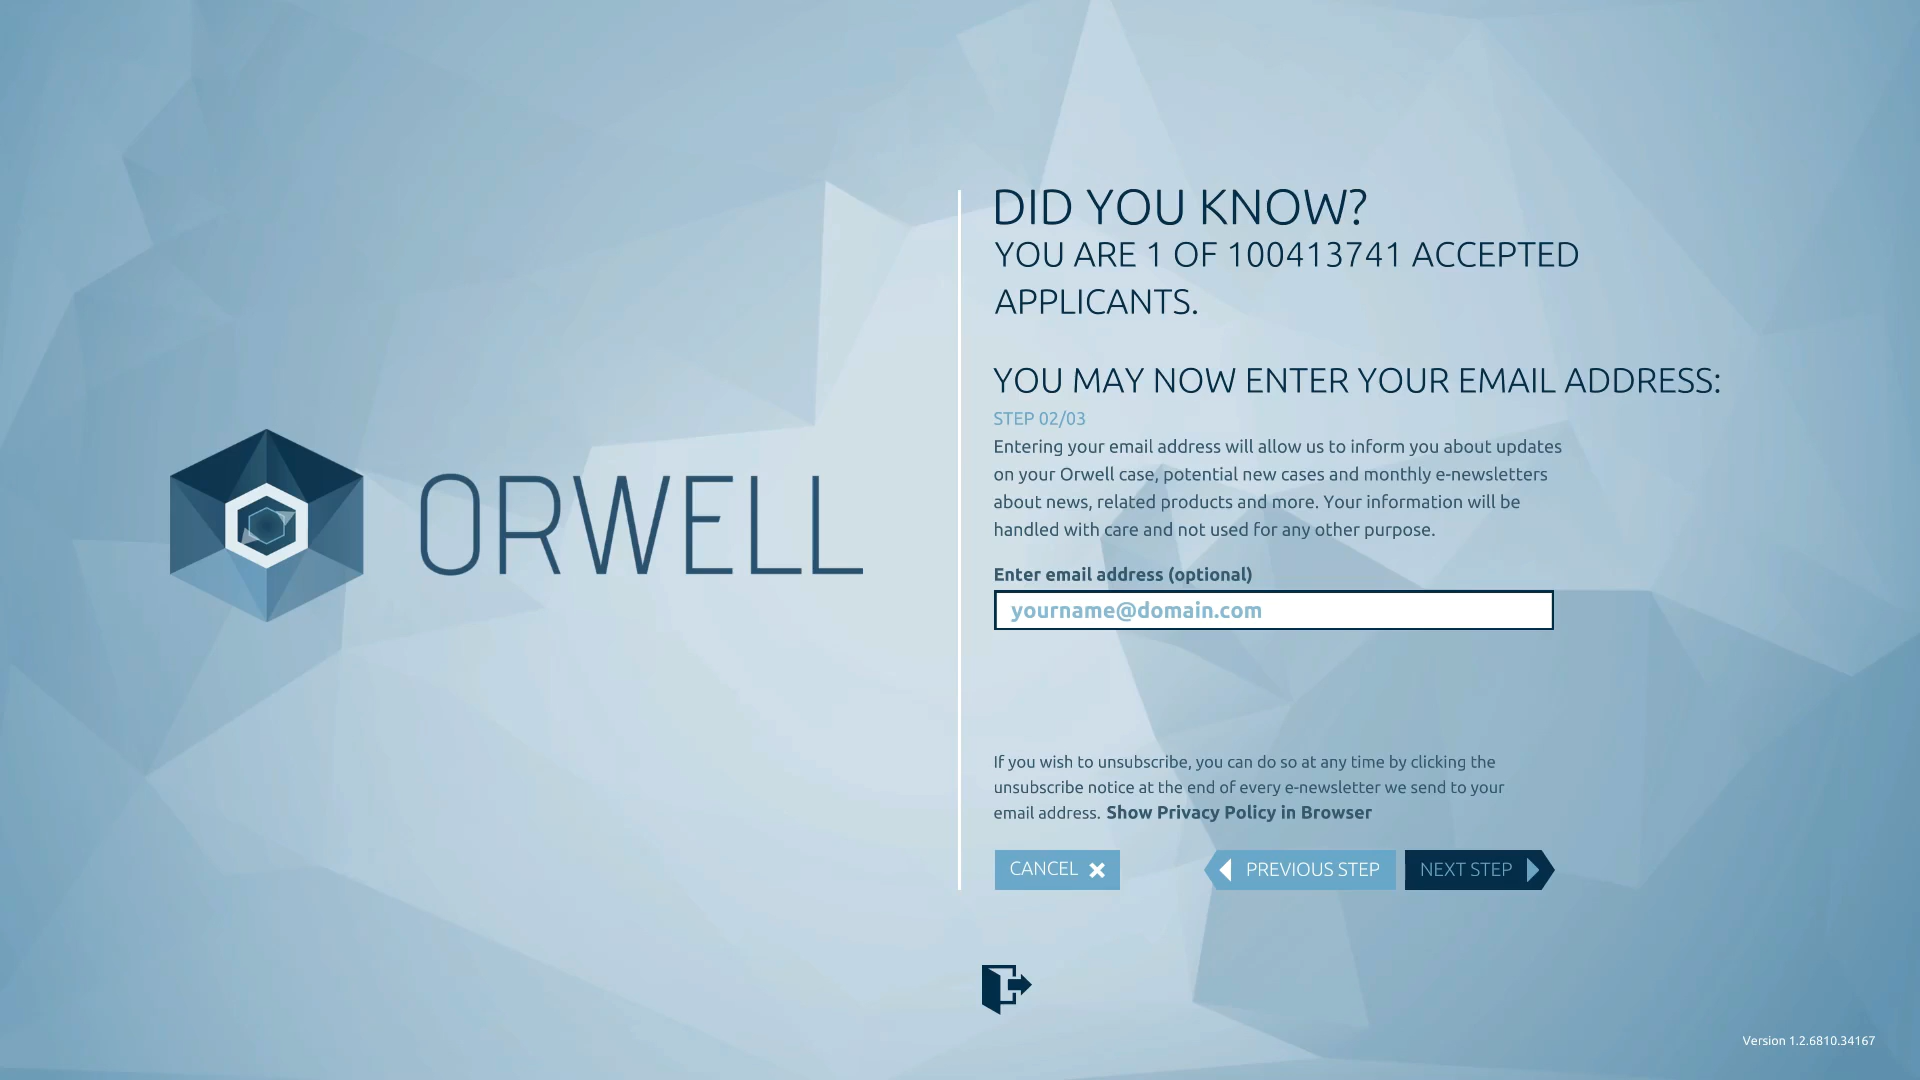 DID YOU KNOW?
YOU ARE 1 OF 100413741 ACCEPTED
APPLICANTS.
YOU MAY NOW ENTER YOUR EMAIL ADDRESS:
STEP 02/03
Entering your email address will allow us to inform you about updates
on your Orwell case, potential new cases and monthly e-newsletters
about news, related products and more. Your information will be
handled with care and not used for any other purpose.
ORWELL
Enter email address (optional)
yourname@domain.com
If you wish to unsubscribe, you can do so at any time by clicking the
unsubscribe notice at the end of every e-newsletter we send to your
email address. Show Privacy Policy in Browser
CANCEL
PREVIOUS STEP
NEXT STEP
Version 1.2.6810.34167